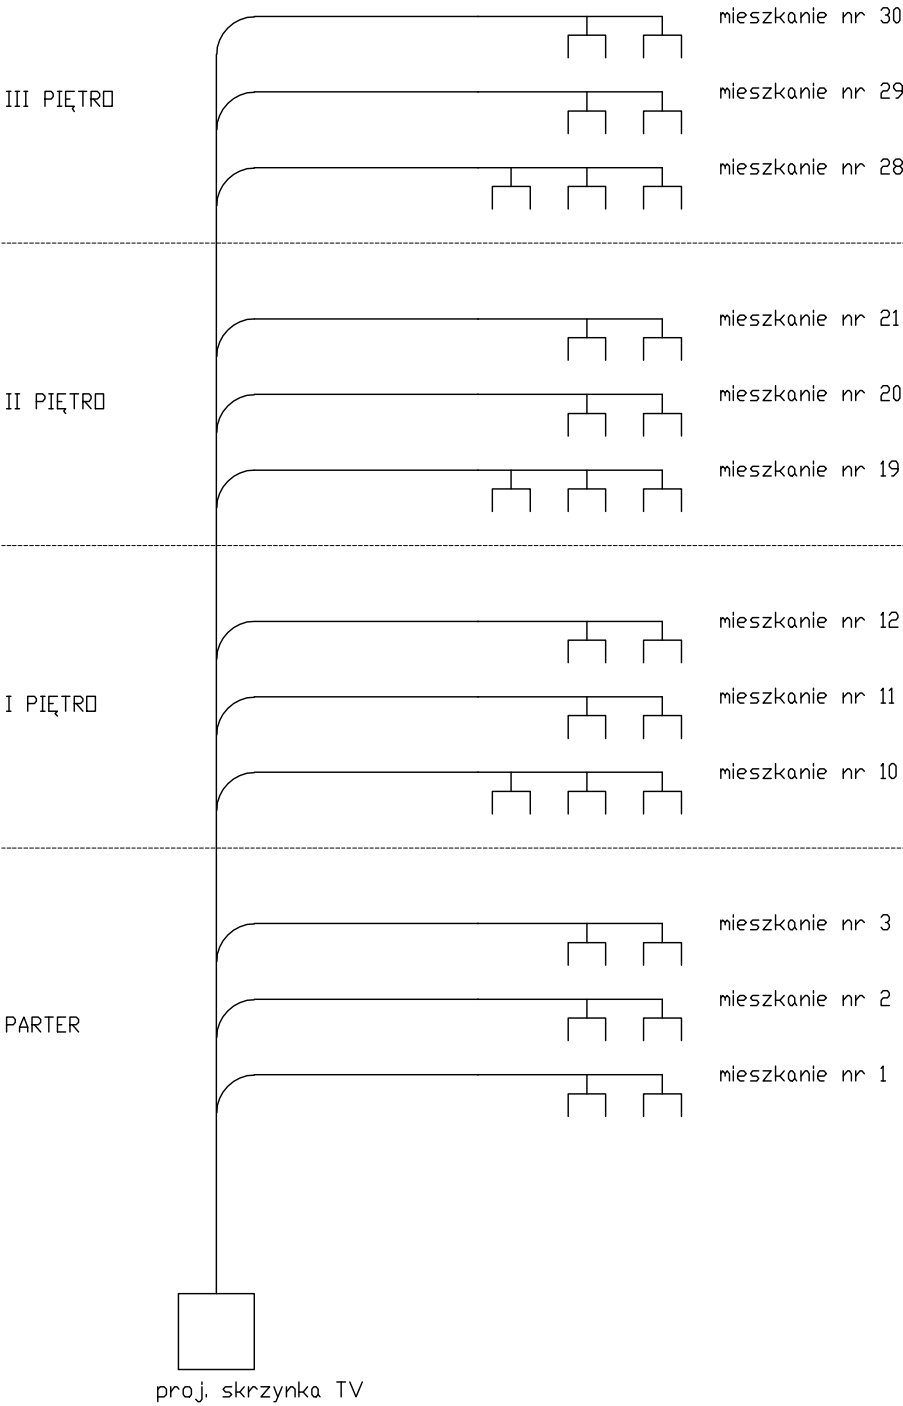 mieszkanie nr 30
III PIĘTRO
mieszkanie nr 29
mieszkanie nr 28
mieszkanie nr 21
II PIĘTRO
mieszkanie nr 20
mieszkanie nr 19
mieszkanie nr 12
I PIĘTRO
mieszkanie nr 11
mieszkanie nr 10
mieszkanie nr 3
PARTER
mieszkanie nr 2
mieszkanie nr 1
proj. skrzynka TV